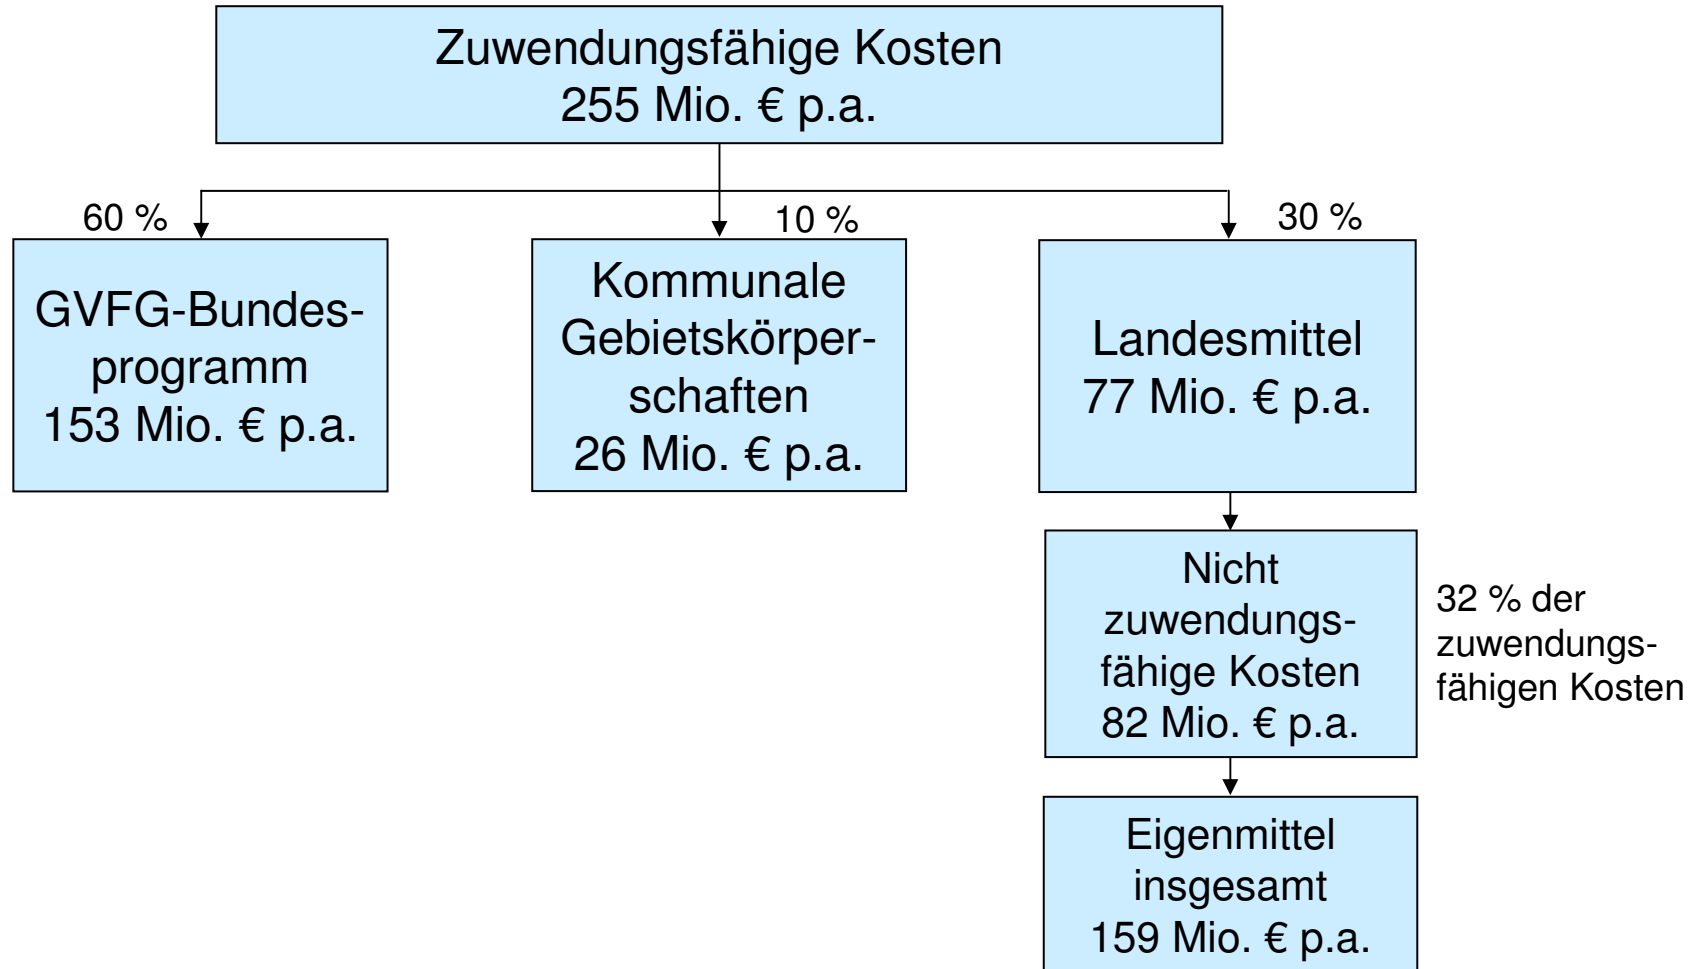 Zuwendungsfähige Kosten
255 Mio. € p.a.
60 %
10 %
30 %
GVFG-Bundes-
programm
153 Mio. € p.a.
Kommunale
Gebietskörper-
schaften
26 Mio. € p.a.
Landesmittel
77 Mio. € p.a.
Nicht
zuwendungs-
fähige Kosten
82 Mio. € p.a.
32 % der
zuwendungs-
fähigen Kosten
Eigenmittel
insgesamt
159 Mio. € p.a.